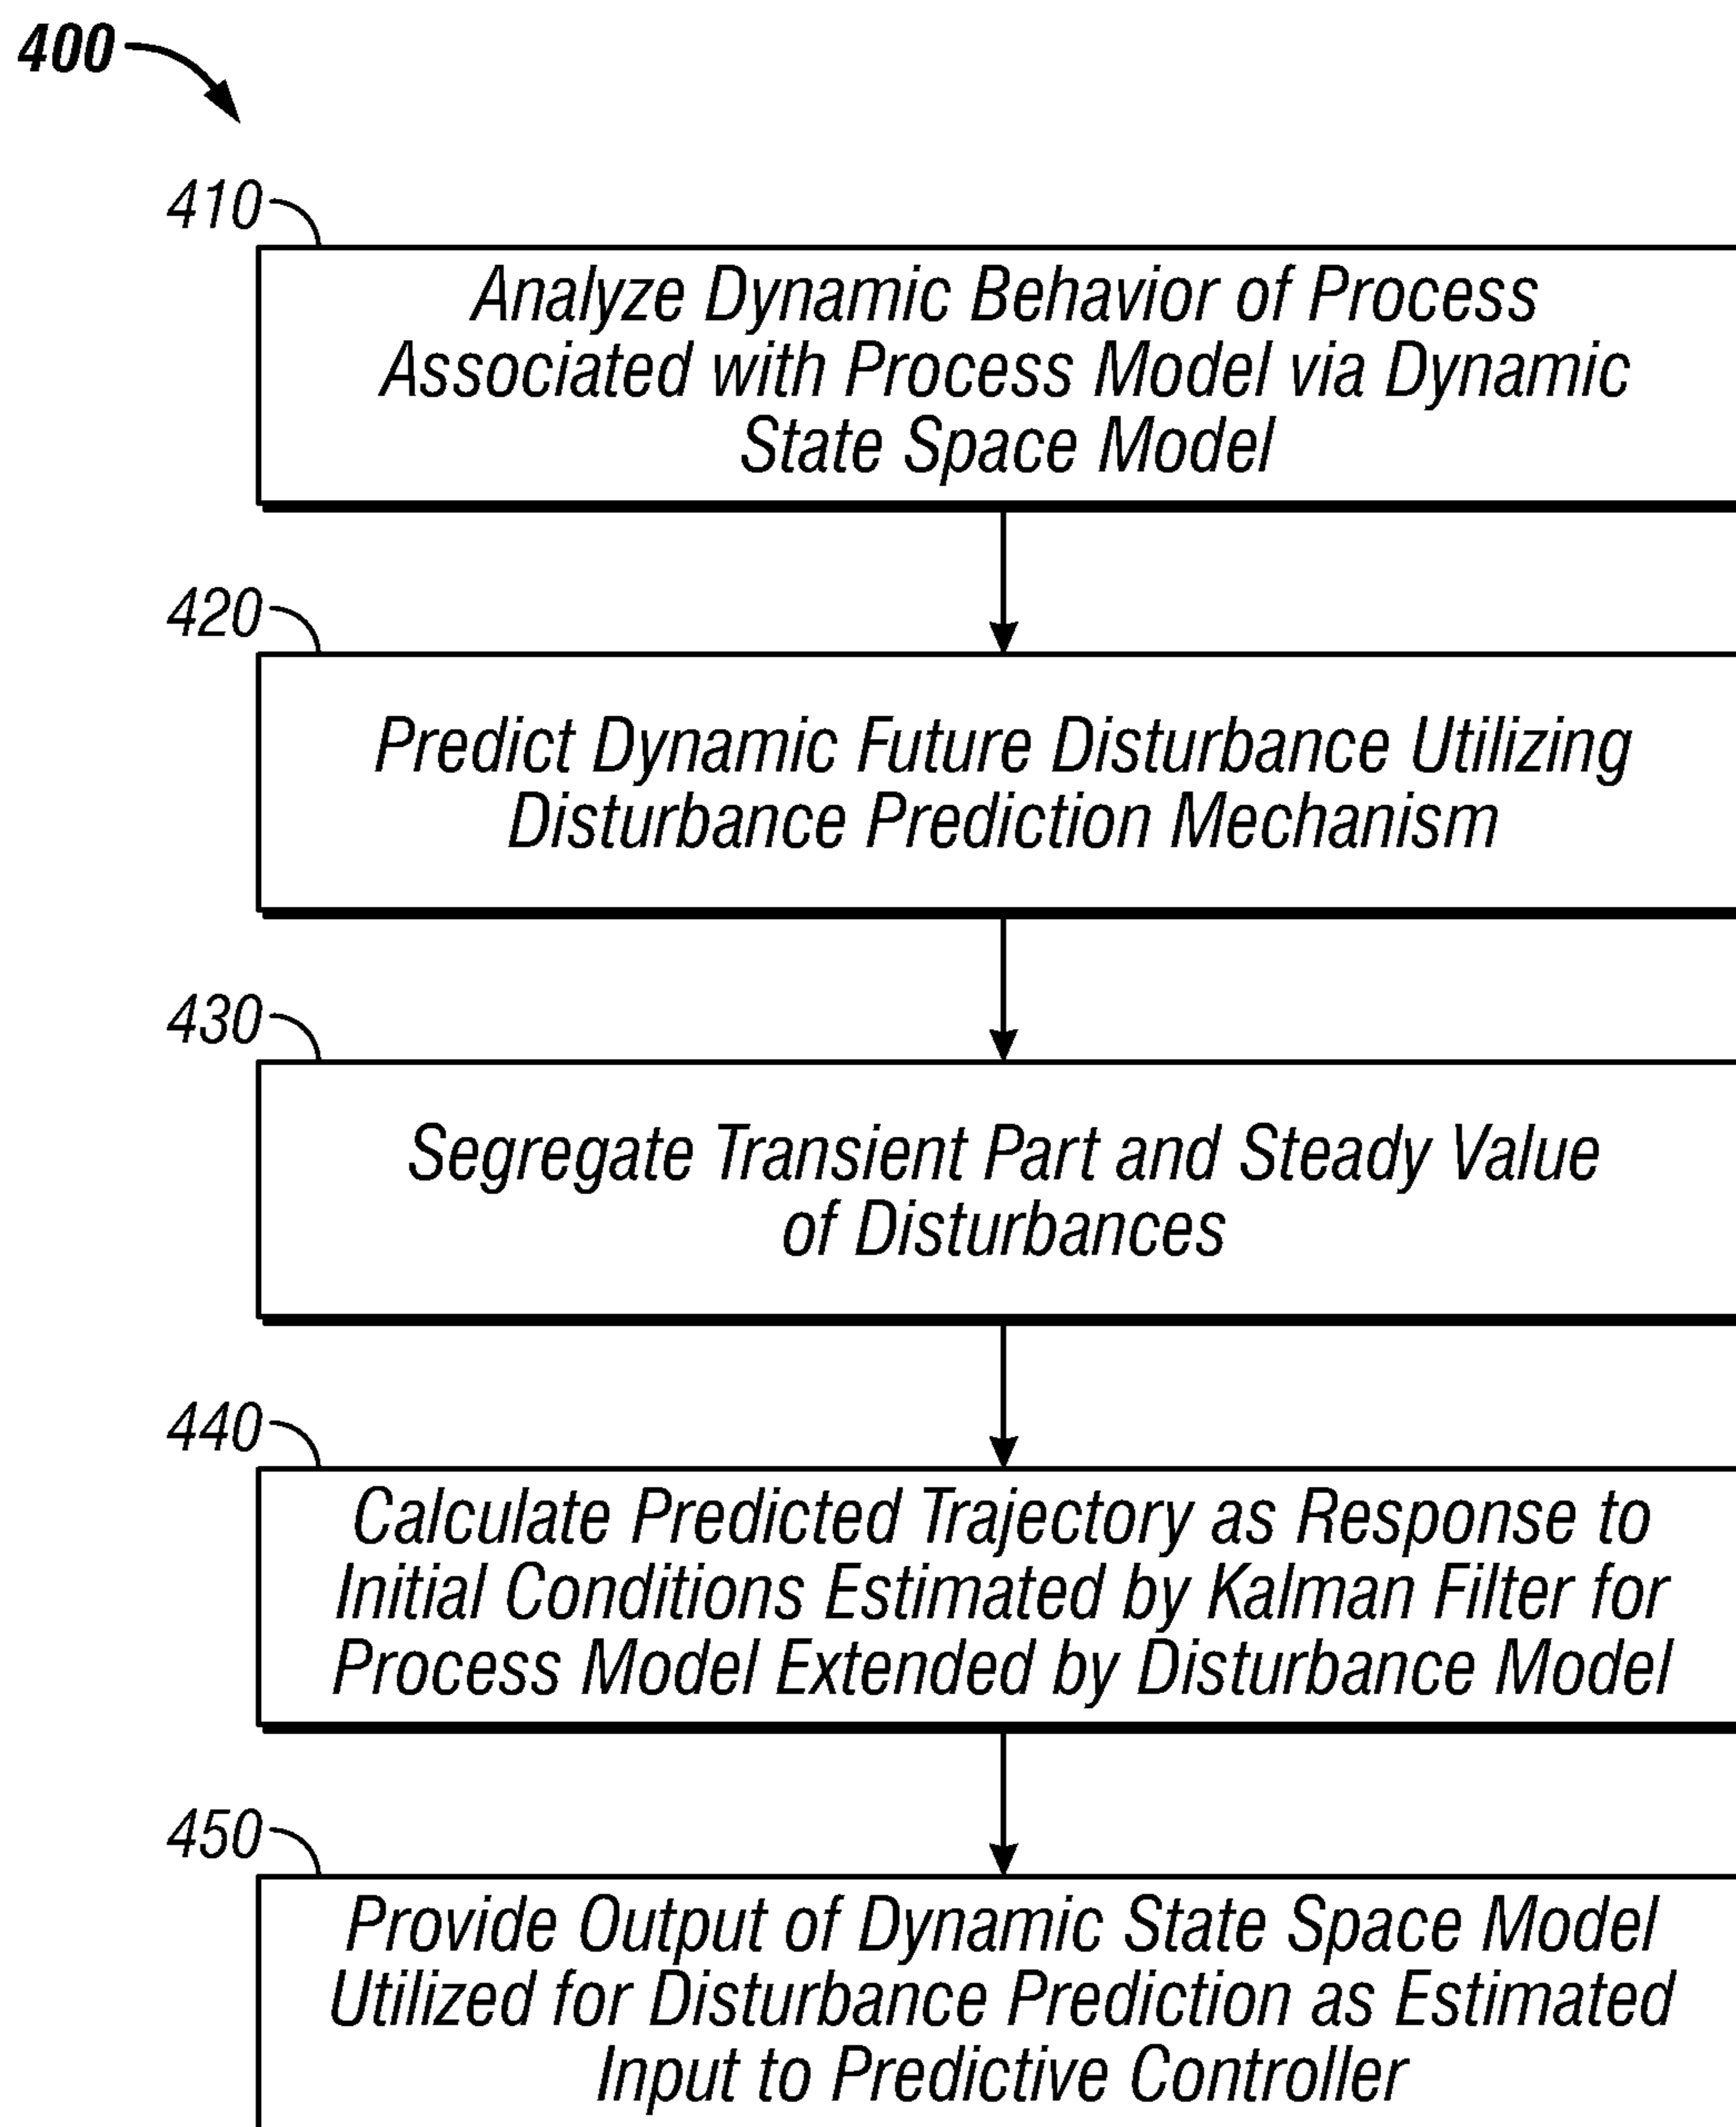 400
410
Analyze Dynamic Behavior of Process
Associated with Process Model via Dynamic
State Space Model
420
Predict Dynamic Future Disturbance Utilizing
Disturbance Prediction Mechanism
430
Segregate Transient Part and Steady Value
of Disturbances
440
Calculate Predicted Trajectory as Response to
Initial Conditions Estimated by Kalman Filter for
Process Model Extended by Disturbance Model
450
Provide Output of Dynamic State Space Model
Utilized for Disturbance Prediction as Estimated
Input to Predictive Controller